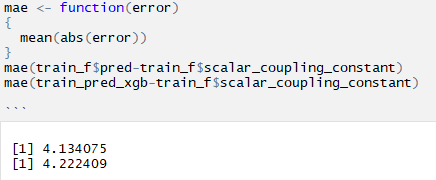 mae <- function(error)
{
  mean(abs(error))
}
mae(train_f$pred-train_f$scalar_coupling_constant)
mae(train_pred_xgb-train_f$scalar_coupling_constant)
```
[1] 4.134075
[1] 4.222409